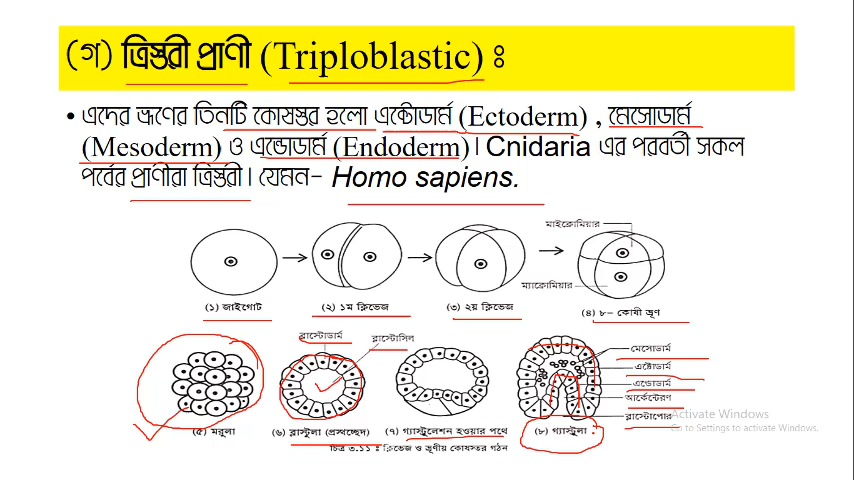 (গ) ত্রিস্তরী প্রাণী (Triploblastic) ঃ
• এদের ভ্রূণের তিনটি কোষস্তর হলো এক্টোডার্ম (Ectoderm) , মেসোডার্ম
(Mesoderm) ও এন্ডোডার্ম (Endoderm)। Cnidaria এর পরবর্তী সকল
পর্বের প্রাণীরা ত্রিস্তরী। যেমন- Homo sapiens.
মাইক্রোমিয়ার
ম্যাক্রোমিয়ার
(১) জাইগোট
(২) ১ম ক্লিভেজ
(৩) ২য় ক্লিভেজ
(৪) ৮- কোষী ভ্রূণ
ব্লাস্টোডার্ম
ব্লাস্টোসিল
মেসোডার্ম
এক্টোডার্ম
এন্ডোডার্ম
আর্কেন্টেরণ
ব্লাস্টোপোর
(৫) মরুলা
(৬) ব্লাস্টুলা (প্রস্থচ্ছেদ)
(৭) গ্যাস্ট্রুলেশন হওয়ার পথে
(৮) গ্যাস্ট্রুলা
চিত্র ৩.১১ ঃ ক্লিভেজ ও ভ্রূণীয় কোষস্তর গঠন
Activate Windows
Go to Settings to activate Windows.